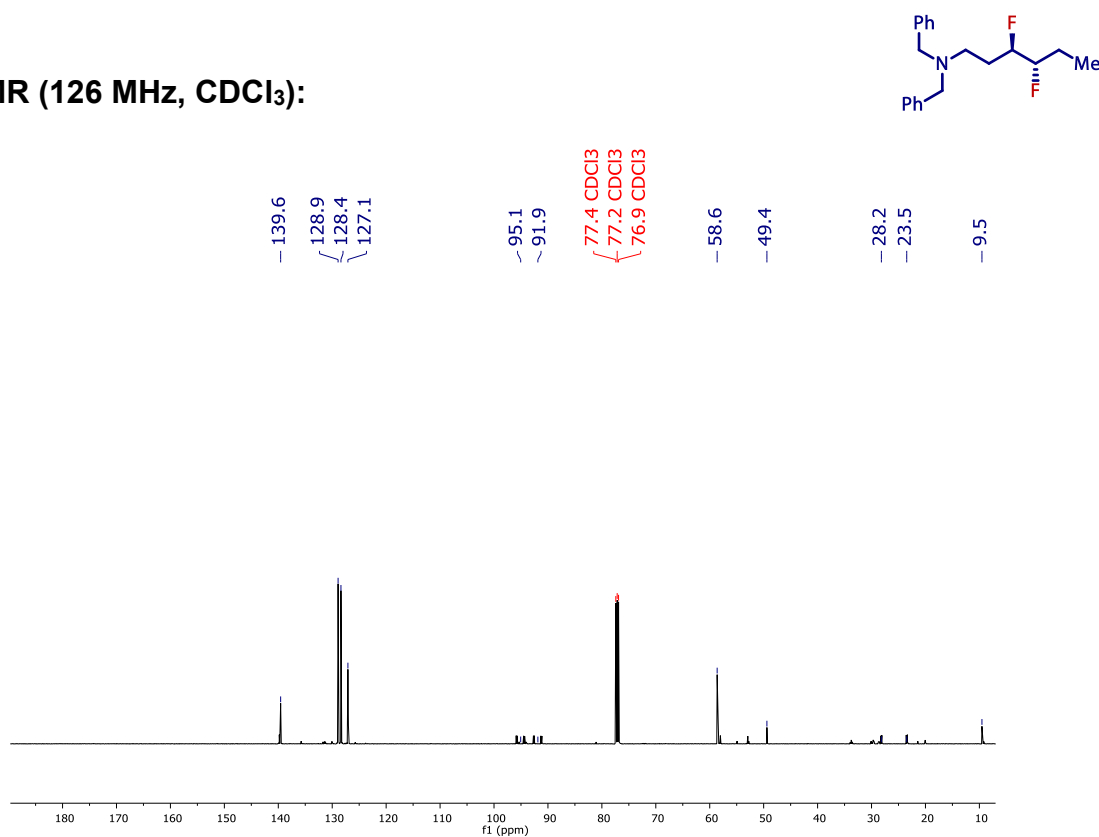 Ph
F
N
Me
F
Ph
IR (126 MHz, CDCl₃):
139.6
128.9
128.4
127.1
95.1
91.9
77.4 CDCl3
77.2 CDCl3
76.9 CDCl3
58.6
49.4
28.2
23.5
9.5
180 170 160 150 140 130 120 110 100 90 80 70 60 50 40 30 20 10
f1 (ppm)